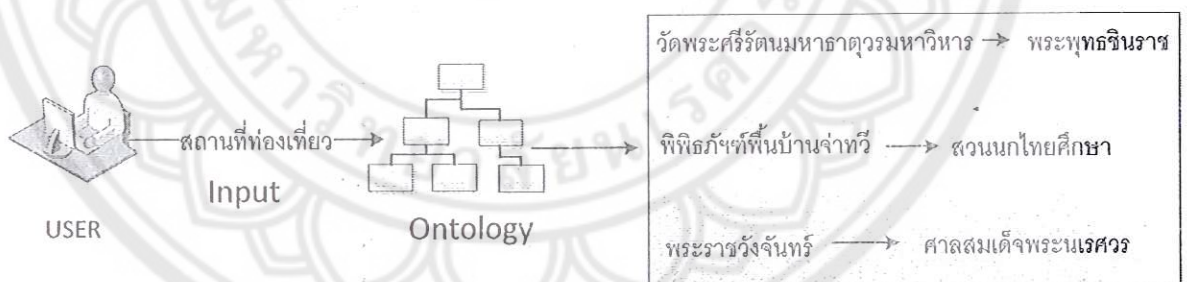 วัดพระศรีรัตนมหาธาตุวรมหาวิหาร → พระพุทธชินราช
สถานที่ท่องเที่ยว
พิพิธภัฑฑ์พื้นบ้านจ่าทวี → สวนนกไทยศึกษา
Input
USER
Ontology
พระราชวังจันทร์ → ศาลสมเด็จพระนเรศวร